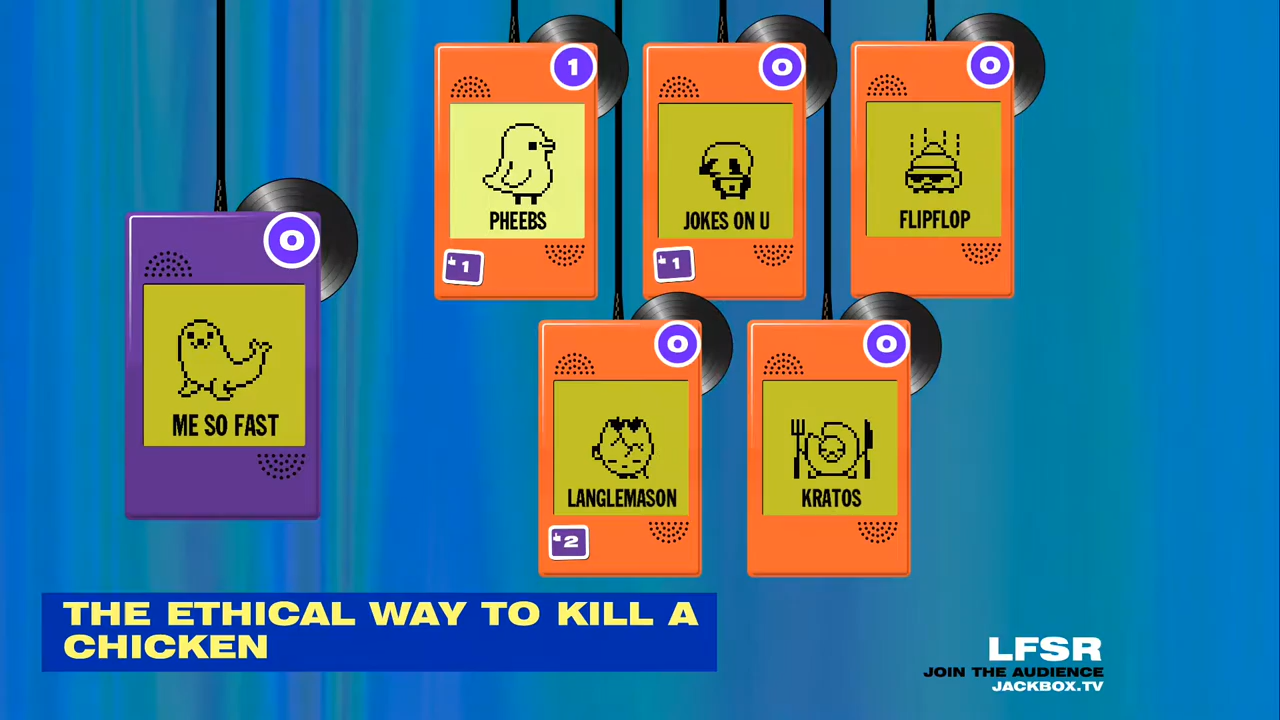 1
0
0
PHEEBS
JOKES ON U
FLIPFLOP
1
1
0
ME SO FAST
0
0
LANGLEMASON
KRATOS
2
THE ETHICAL WAY TO KILL A
CHICKEN
LFSR
JOIN THE AUDIENCE
JACKBOX.TV